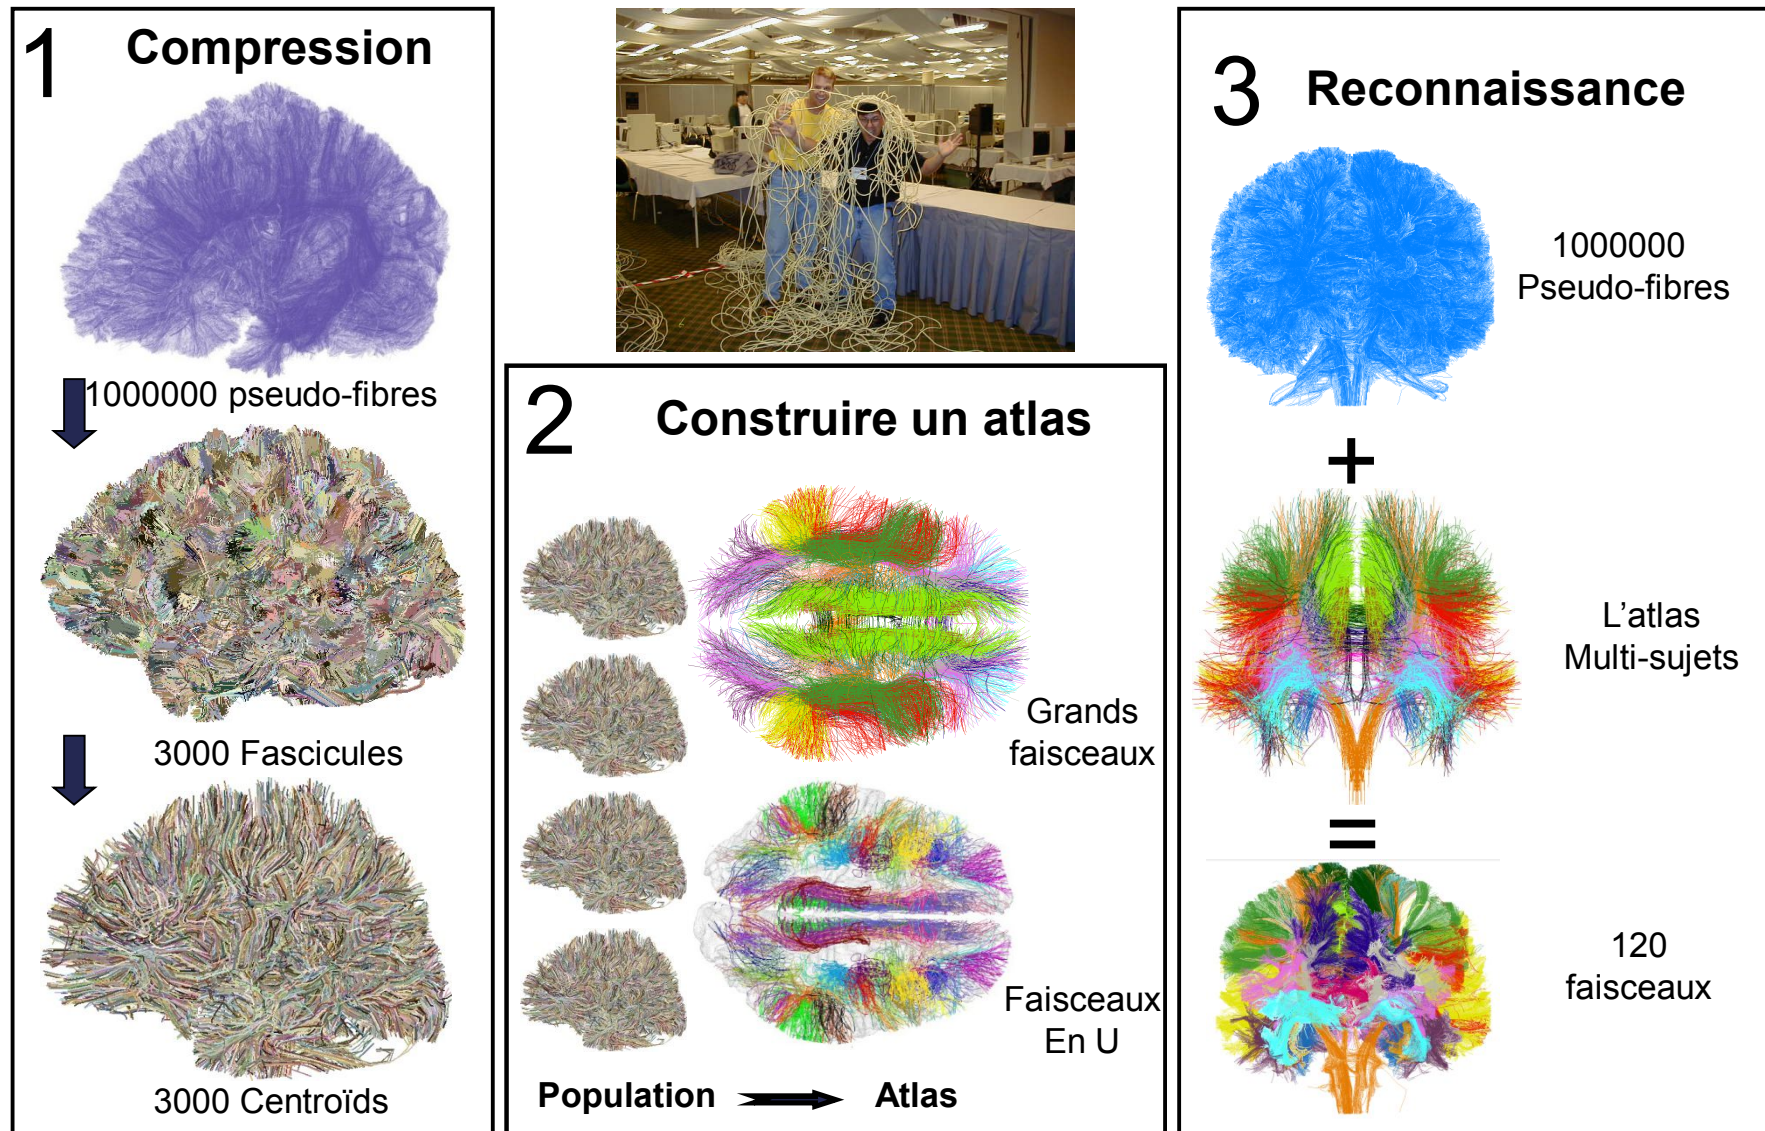 1 Compression
1000000 pseudo-fibres
3000 Fascicules
3000 Centroïds
2 Construire un atlas
Grands
faisceaux
Faisceaux
En U
Population
Atlas
3 Reconnaissance
1000000
Pseudo-fibres
+
L'atlas
Multi-sujets
=
120
faisceaux